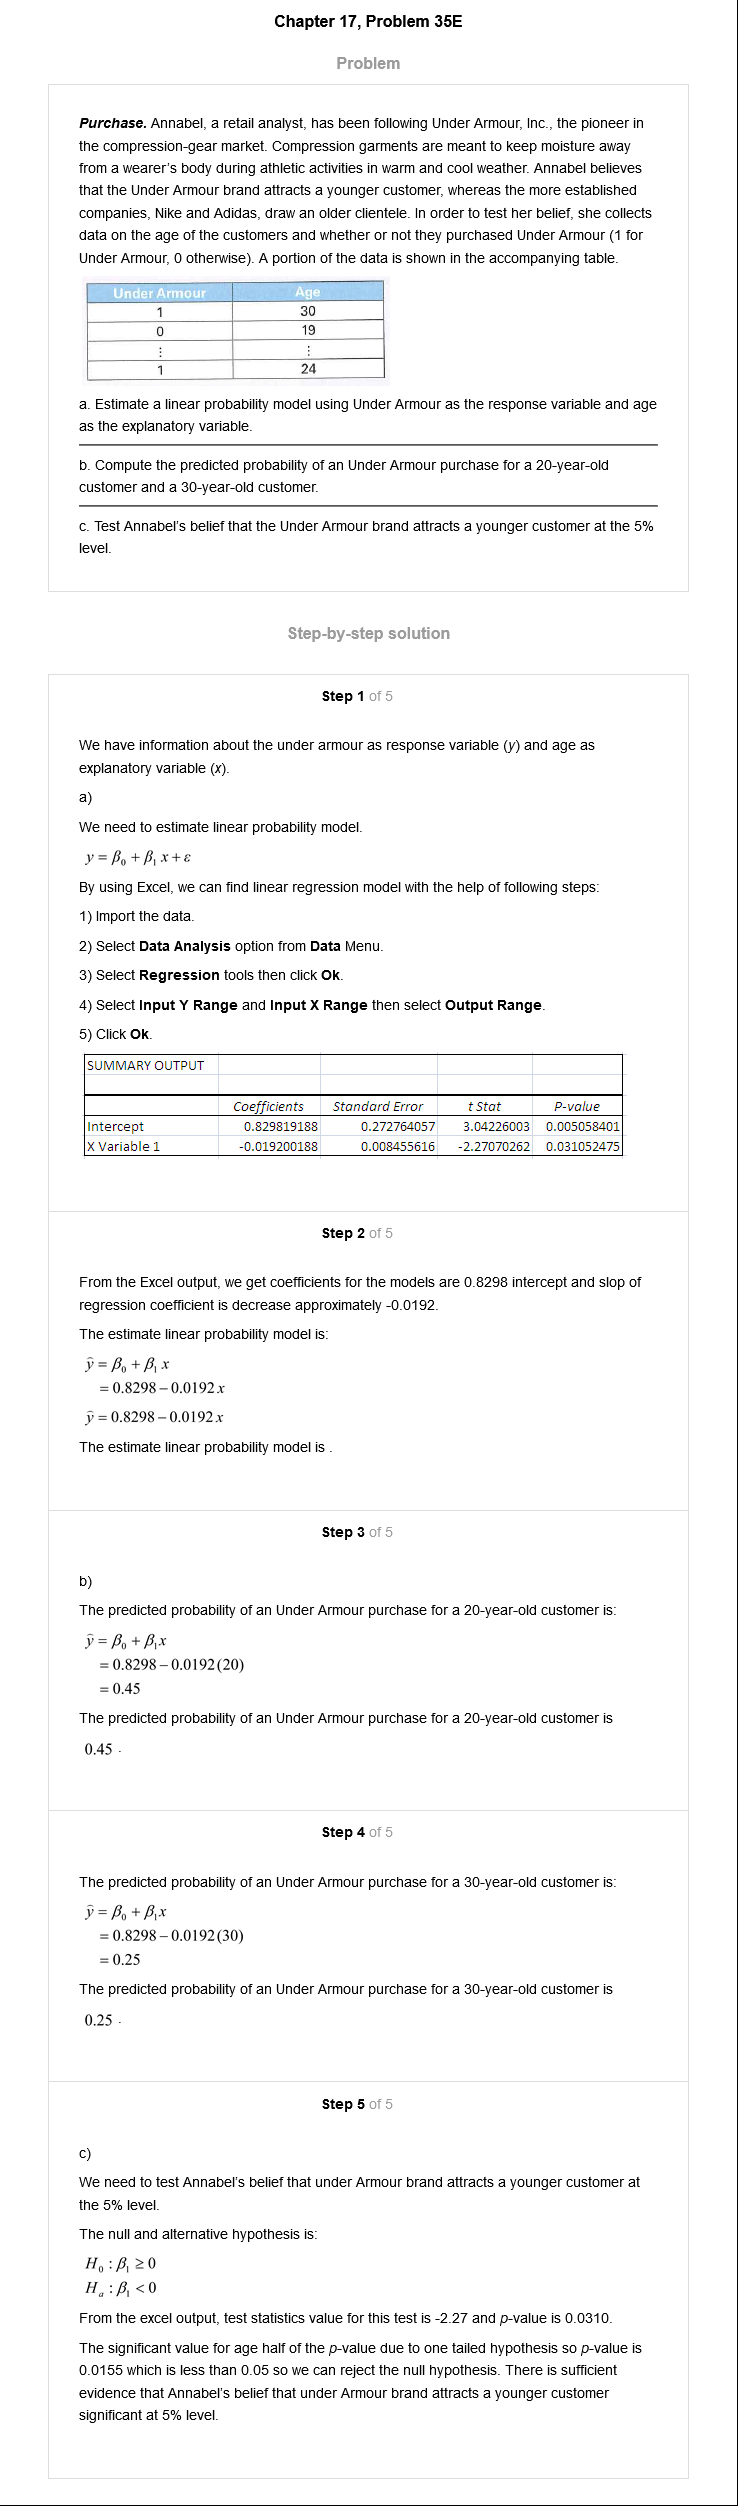 Chapter 17, Problem 35E
Problem
Purchase. Annabel, a retail analyst, has been following Under Armour, Inc., the pioneer in
the compression-gear market. Compression garments are meant to keep moisture away
from a wearer's body during athletic activities in warm and cool weather. Annabel believes
that the Under Armour brand attracts a younger customer, whereas the more established
companies, Nike and Adidas, draw an older clientele. In order to test her belief, she collects
data on the age of the customers and whether or not they purchased Under Armour (1 for
Under Armour, 0 otherwise). A portion of the data is shown in the accompanying table.
Under Armour Age
1 30
0 19
⋮ ⋮
1 24
a. Estimate a linear probability model using Under Armour as the response variable and age
as the explanatory variable.
b. Compute the predicted probability of an Under Armour purchase for a 20-year-old
customer and a 30-year-old customer.
c. Test Annabel's belief that the Under Armour brand attracts a younger customer at the 5%
level.
Step-by-step solution
Step 1 of 5
We have information about the under armour as response variable (y) and age as
explanatory variable (x).
a)
We need to estimate linear probability model.
y = β₀ + β₁ x + ε
By using Excel, we can find linear regression model with the help of following steps:
1) Import the data.
2) Select Data Analysis option from Data Menu.
3) Select Regression tools then click Ok.
4) Select Input Y Range and Input X Range then select Output Range.
5) Click Ok.
SUMMARY OUTPUT
Coefficients Standard Error t Stat P-value
Intercept 0.829819188 0.272764057 3.04226003 0.005058401
X Variable 1 -0.019200188 0.008455616 -2.27070262 0.031052475
Step 2 of 5
From the Excel output, we get coefficients for the models are 0.8298 intercept and slop of
regression coefficient is decrease approximately -0.0192.
The estimate linear probability model is:
ŷ = β₀ + β₁ x
= 0.8298 – 0.0192 x
ŷ = 0.8298 – 0.0192 x
The estimate linear probability model is .
Step 3 of 5
b)
The predicted probability of an Under Armour purchase for a 20-year-old customer is:
ŷ = β₀ + β₁x
= 0.8298 – 0.0192(20)
= 0.45
The predicted probability of an Under Armour purchase for a 20-year-old customer is
0.45 .
Step 4 of 5
The predicted probability of an Under Armour purchase for a 30-year-old customer is:
ŷ = β₀ + β₁x
= 0.8298 – 0.0192(30)
= 0.25
The predicted probability of an Under Armour purchase for a 30-year-old customer is
0.25 .
Step 5 of 5
c)
We need to test Annabel's belief that under Armour brand attracts a younger customer at
the 5% level.
The null and alternative hypothesis is:
H₀ : β₁ ≥ 0
Hₐ : β₁ < 0
From the excel output, test statistics value for this test is -2.27 and p-value is 0.0310.
The significant value for age half of the p-value due to one tailed hypothesis so p-value is
0.0155 which is less than 0.05 so we can reject the null hypothesis. There is sufficient
evidence that Annabel's belief that under Armour brand attracts a younger customer
significant at 5% level.